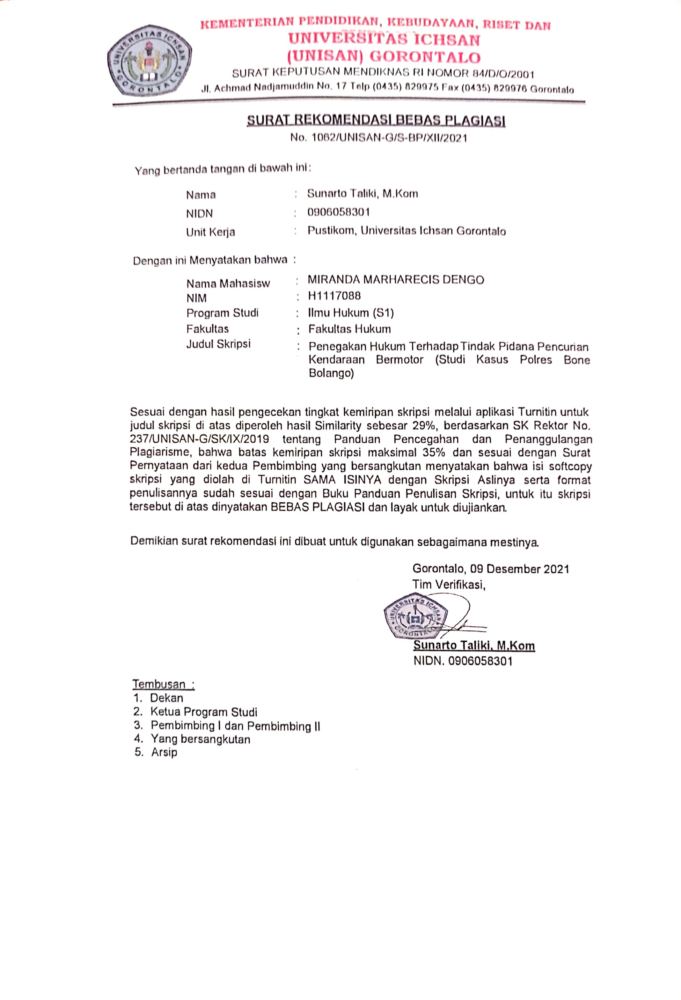 KEMENTERIAN PENDIDIKAN, KEBUDAYAAN, RISET DAN
UNIVERSITAS ICHSAN
(UNISAN) GORONTALO
SURAT KEPUTUSAN MENDIKNAS RI NOMOR 84/D/O/2001
Jl. Achmad Nadjamuddin No. 17 Telp (0435) 829975 Fax (0435) 829976 Gorontalo
UNIVERSITAS ICHSAN
GORONTALO
SURAT REKOMENDASI BEBAS PLAGIASI
No. 1062/UNISAN-G/S-BP/XII/2021
Yang bertanda tangan di bawah ini :
Nama : Sunarto Taliki, M.Kom
NIDN : 0906058301
Unit Kerja : Pustikom, Universitas Ichsan Gorontalo
Dengan ini Menyatakan bahwa :
Nama Mahasisw : MIRANDA MARHARECIS DENGO
NIM : H1117088
Program Studi : Ilmu Hukum (S1)
Fakultas : Fakultas Hukum
Judul Skripsi : Penegakan Hukum Terhadap Tindak Pidana Pencurian
Kendaraan Bermotor (Studi Kasus Polres Bone
Bolango)
Sesuai dengan hasil pengecekan tingkat kemiripan skripsi melalui aplikasi Turnitin untuk
judul skripsi di atas diperoleh hasil Similarity sebesar 29%, berdasarkan SK Rektor No.
237/UNISAN-G/SK/IX/2019 tentang Panduan Pencegahan dan Penanggulangan
Plagiarisme, bahwa batas kemiripan skripsi maksimal 35% dan sesuai dengan Surat
Pernyataan dari kedua Pembimbing yang bersangkutan menyatakan bahwa isi softcopy
skripsi yang diolah di Turnitin SAMA ISINYA dengan Skripsi Aslinya serta format
penulisannya sudah sesuai dengan Buku Panduan Penulisan Skripsi, untuk itu skripsi
tersebut di atas dinyatakan BEBAS PLAGIASI dan layak untuk diujiankan.
Demikian surat rekomendasi ini dibuat untuk digunakan sebagaimana mestinya.
Gorontalo, 09 Desember 2021
Tim Verifikasi,
UNIVERSITAS ICHSAN
GORONTALO
Sunarto Taliki, M.Kom
NIDN. 0906058301
Tembusan :
1. Dekan
2. Ketua Program Studi
3. Pembimbing I dan Pembimbing II
4. Yang bersangkutan
5. Arsip